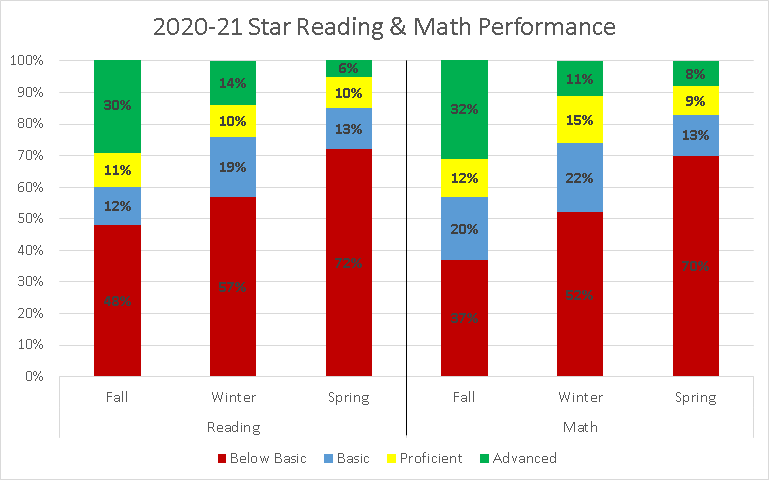 2020-21 Star Reading & Math Performance
100%
90%
80%
70%
60%
50%
40%
30%
20%
10%
0%
30% 14% 6% 32% 11% 8%
11% 10% 10% 12% 15% 9%
12% 19% 13% 20% 22% 13%
48% 57% 72% 37% 52% 70%
Fall Winter Spring Fall Winter Spring
Reading Math
Below Basic Basic Proficient Advanced